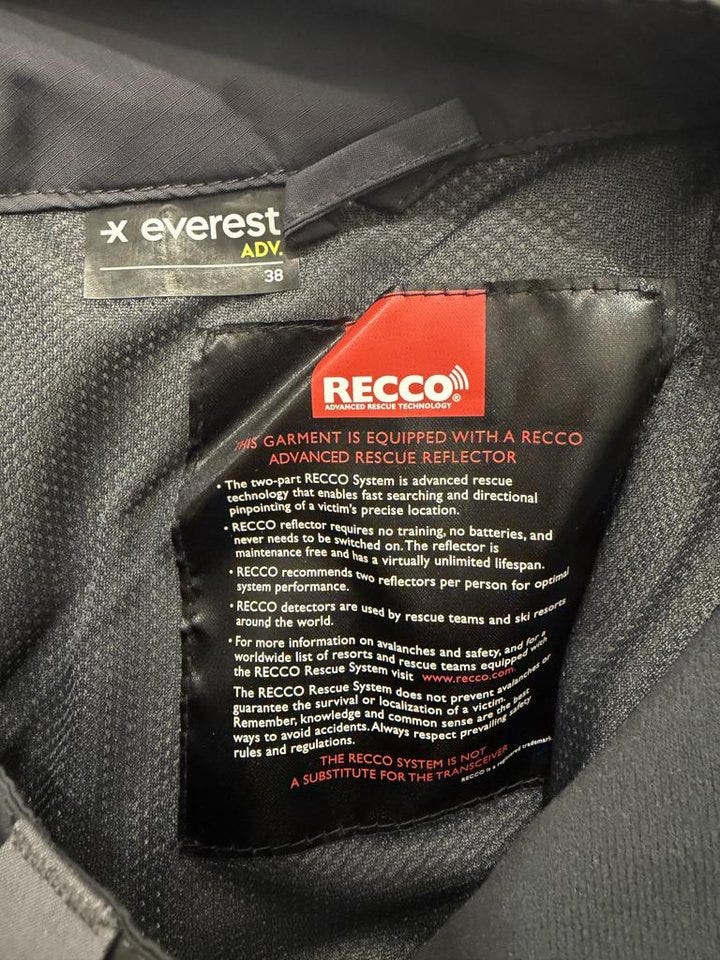 everest
ADV.
38
RECCO®
ADVANCED RESCUE TECHNOLOGY
THIS GARMENT IS EQUIPPED WITH A RECCO
ADVANCED RESCUE REFLECTOR
• The two-part RECCO System is advanced rescue
technology that enables fast searching and directional
pinpointing of a victim's precise location.
• RECCO reflector requires no training, no batteries, and
never needs to be switched on. The reflector is
maintenance free and has a virtually unlimited lifespan.
• RECCO recommends two reflectors per person for optimal
system performance.
• RECCO detectors are used by rescue teams and ski resorts
around the world.
• For more information on avalanches and safety, and for a
worldwide list of resorts and rescue teams equipped with
the RECCO Rescue System visit www.recco.com.
The RECCO Rescue System does not prevent avalanches or
guarantee the survival or localization of a victim.
Remember, knowledge and common sense are the best
ways to avoid accidents. Always respect prevailing safety
rules and regulations.
THE RECCO SYSTEM IS NOT
A SUBSTITUTE FOR THE TRANSCEIVER
RECCO is a registered trademark.